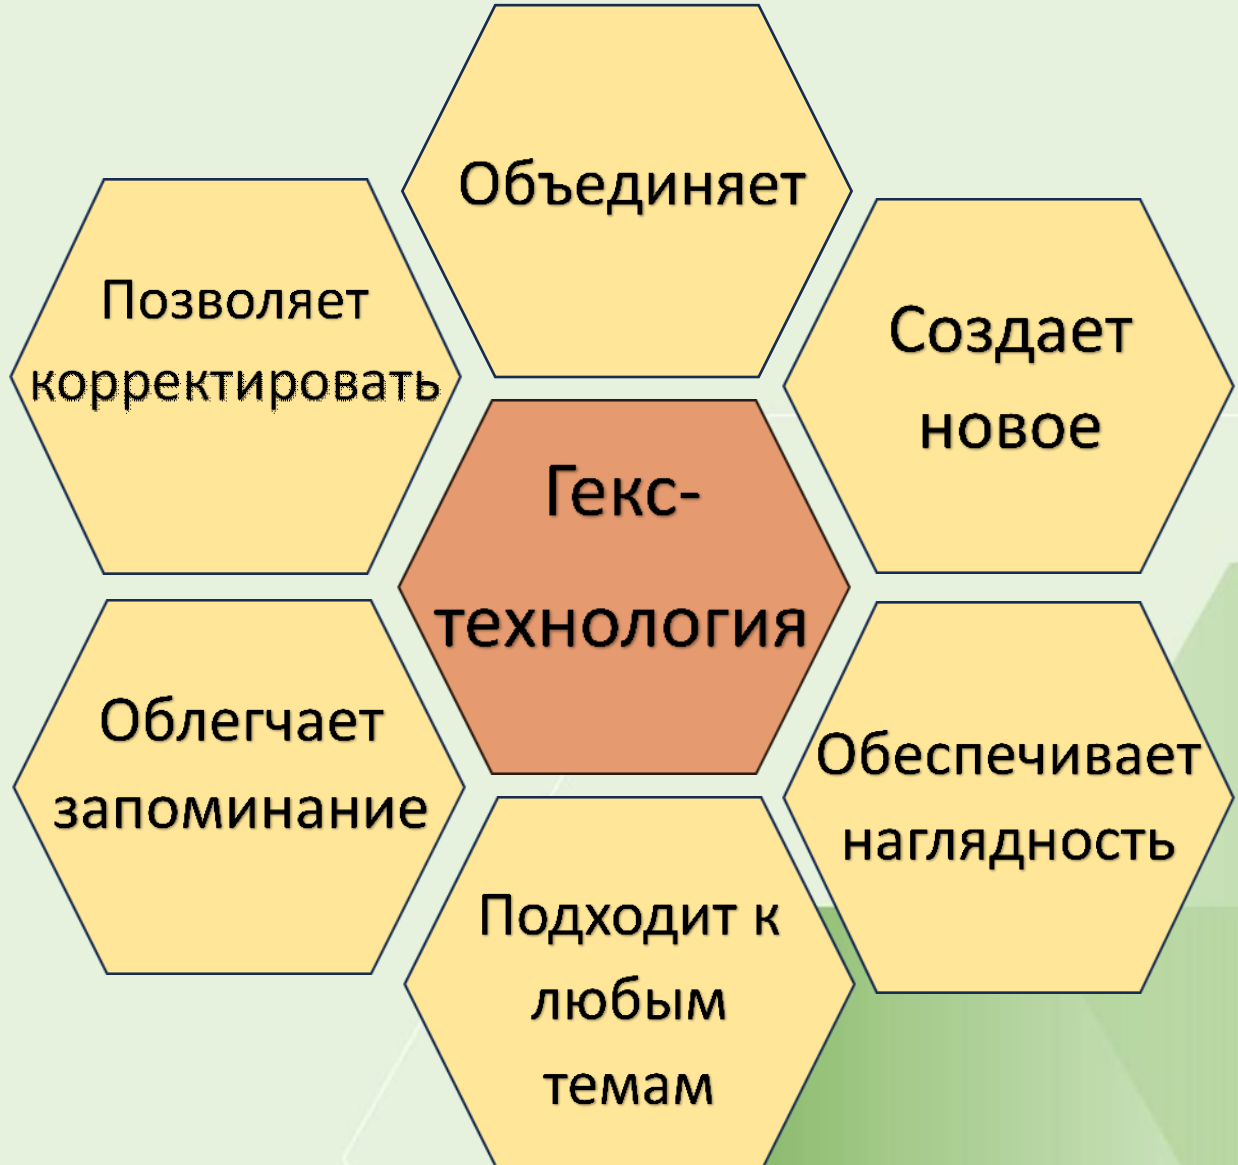 Объединяет
Позволяет
корректировать
Создает
новое
Гекс-
технология
Облегчает
запоминание
Обеспечивает
наглядность
Подходит к
любым
темам